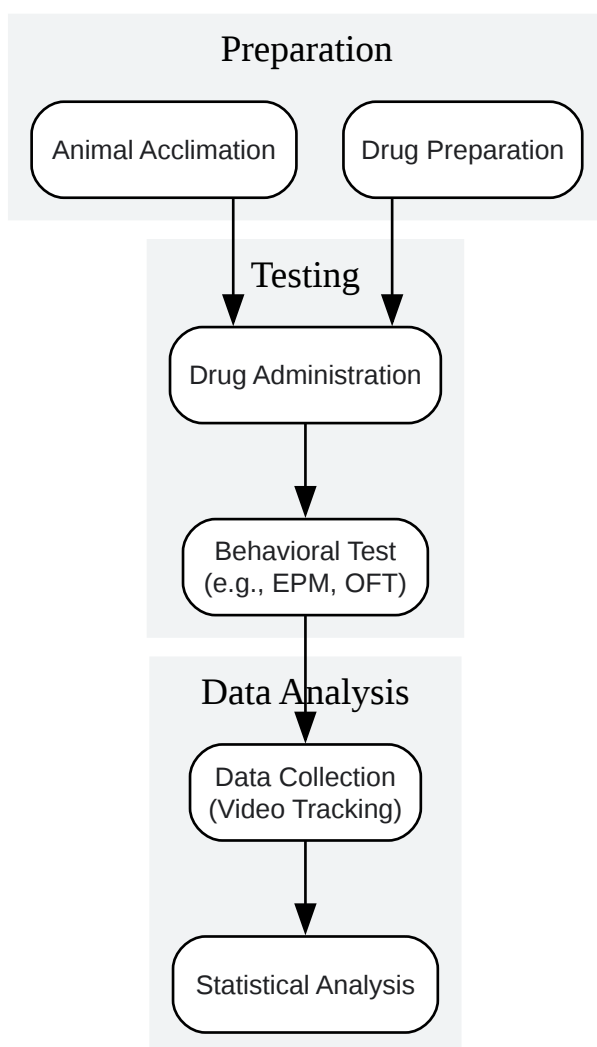 Preparation
Animal Acclimation
Drug Preparation
Testing
Drug Administration
Behavioral Test
(e.g., EPM, OFT)
Data Analysis
Data Collection
(Video Tracking)
Statistical Analysis